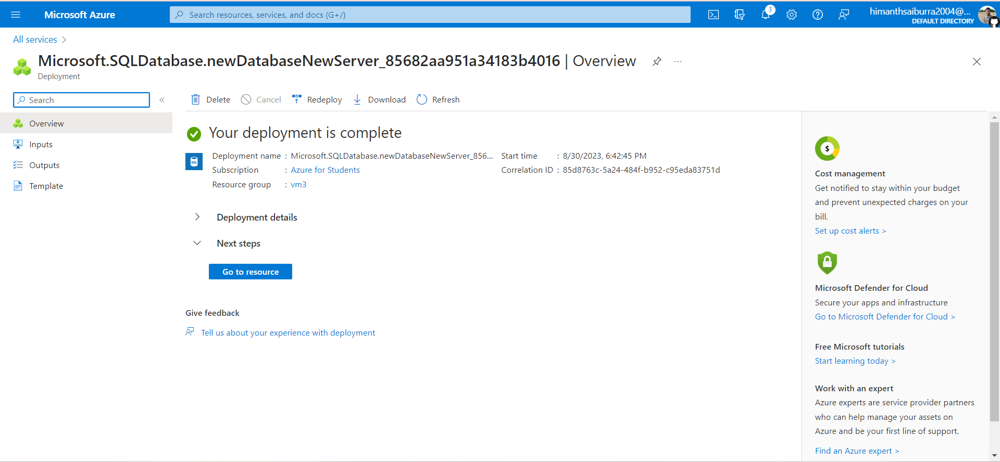 Microsoft Azure
Search resources, services, and docs (G+/)
3
himanthsaiburra2004@...
DEFAULT DIRECTORY
All services
Microsoft.SQLDatabase.newDatabaseNewServer_85682aa951a34183b4016 | Overview
...
Deployment
Search
«
Delete
Cancel
Redeploy
Download
Refresh
Overview
Inputs
Outputs
Template
Your deployment is complete
SQL
Deployment name : Microsoft.SQLDatabase.newDatabaseNewServer_856...
Subscription : Azure for Students
Resource group : vm3
Start time : 8/30/2023, 6:42:45 PM
Correlation ID : 85d8763c-5a24-484f-b952-c95eda83751d
Deployment details
Next steps
Go to resource
Give feedback
Tell us about your experience with deployment
$
Cost management
Get notified to stay within your budget
and prevent unexpected charges on your
bill.
Set up cost alerts >
Microsoft Defender for Cloud
Secure your apps and infrastructure
Go to Microsoft Defender for Cloud >
Free Microsoft tutorials
Start learning today >
Work with an expert
Azure experts are service provider partners
who can help manage your assets on
Azure and be your first line of support.
Find an Azure expert >